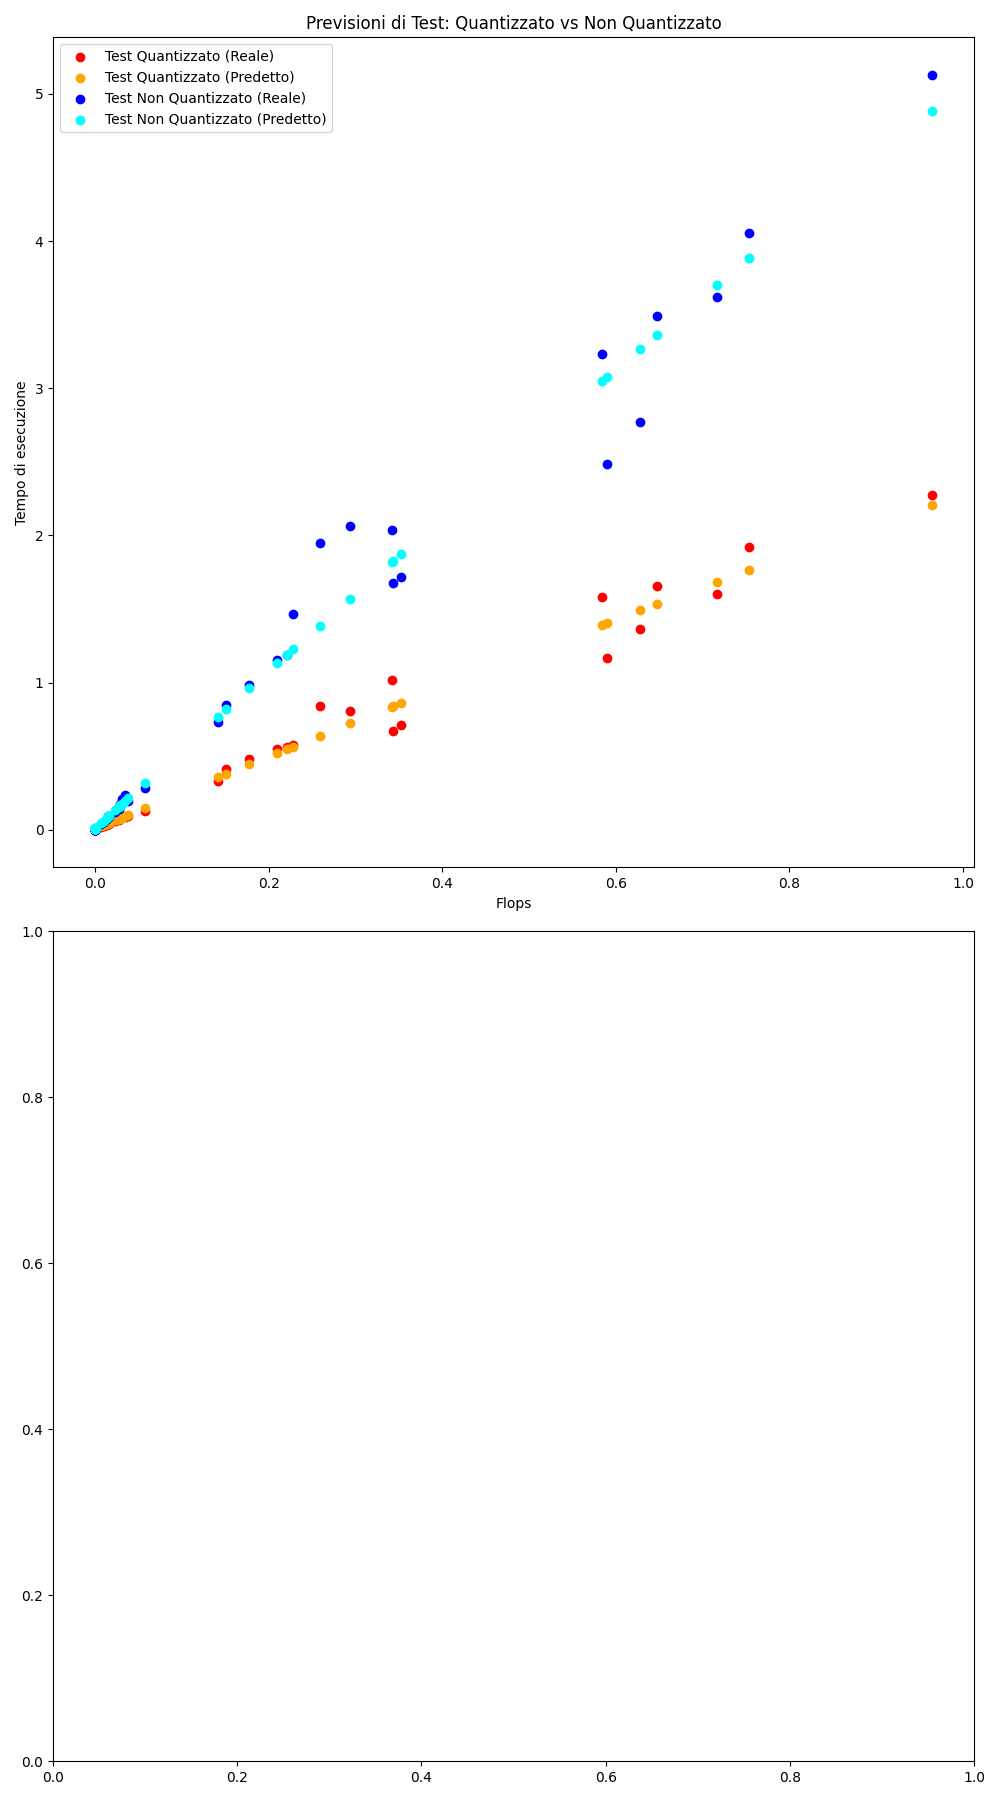 Previsioni di Test: Quantizzato vs Non Quantizzato
Test Quantizzato (Reale)
Test Quantizzato (Predetto)
Test Non Quantizzato (Reale)
Test Non Quantizzato (Predetto)
Tempo di esecuzione
5
4
3
2
1
0
0.0 0.2 0.4 0.6 0.8 1.0
Flops
1.0
0.8
0.6
0.4
0.2
0.0
0.0 0.2 0.4 0.6 0.8 1.0